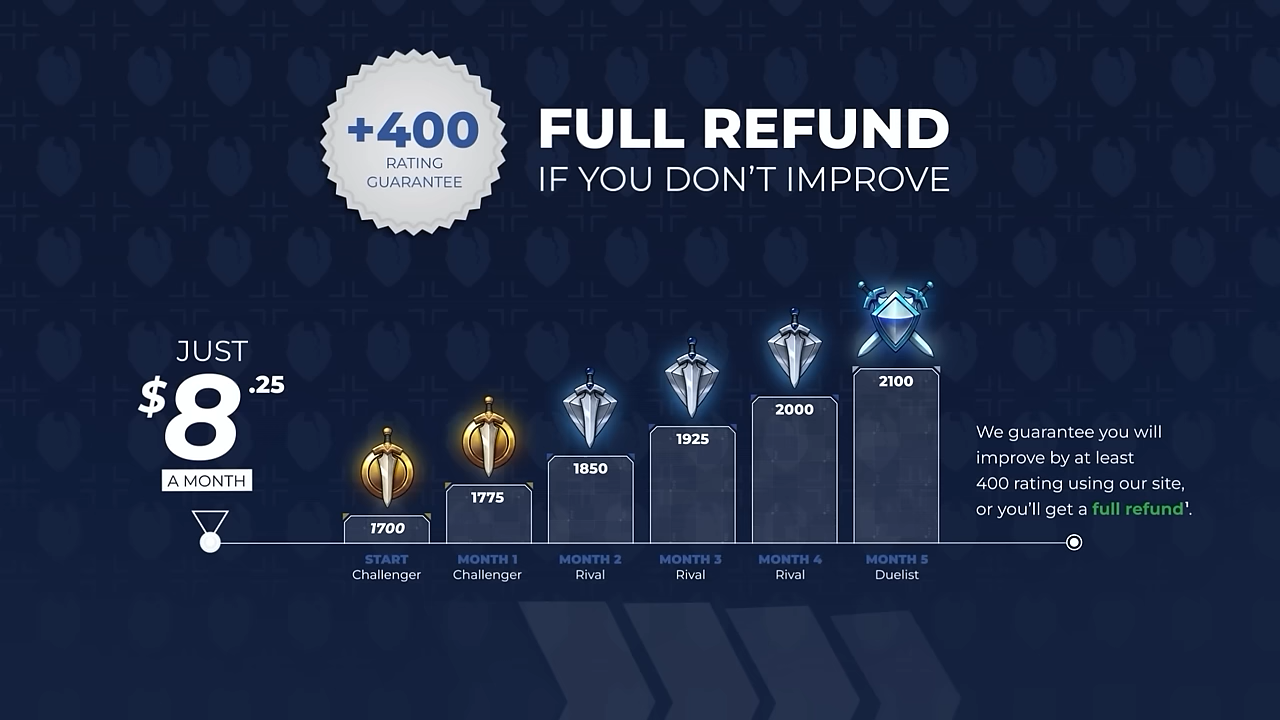 +400
RATING
GUARANTEE
FULL REFUND
IF YOU DON'T IMPROVE
JUST
$8.25
A MONTH
1700
1775
1850
1925
2000
2100
START
Challenger
MONTH 1
Challenger
MONTH 2
Rival
MONTH 3
Rival
MONTH 4
Rival
MONTH 5
Duelist
We guarantee you will
improve by at least
400 rating using our site,
or you'll get a full refund¹.